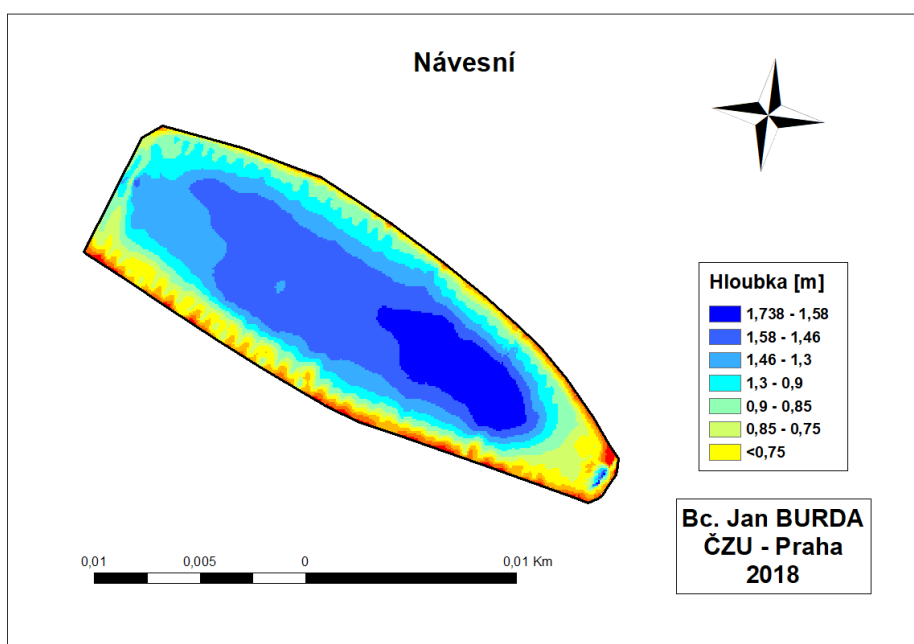 Návesní
Hloubka [m]
1,738 - 1,58
1,58 - 1,46
1,46 - 1,3
1,3 - 0,9
0,9 - 0,85
0,85 - 0,75
<0,75
Bc. Jan BURDA
ČZU - Praha
2018
0,01 0,005 0 0,01 Km